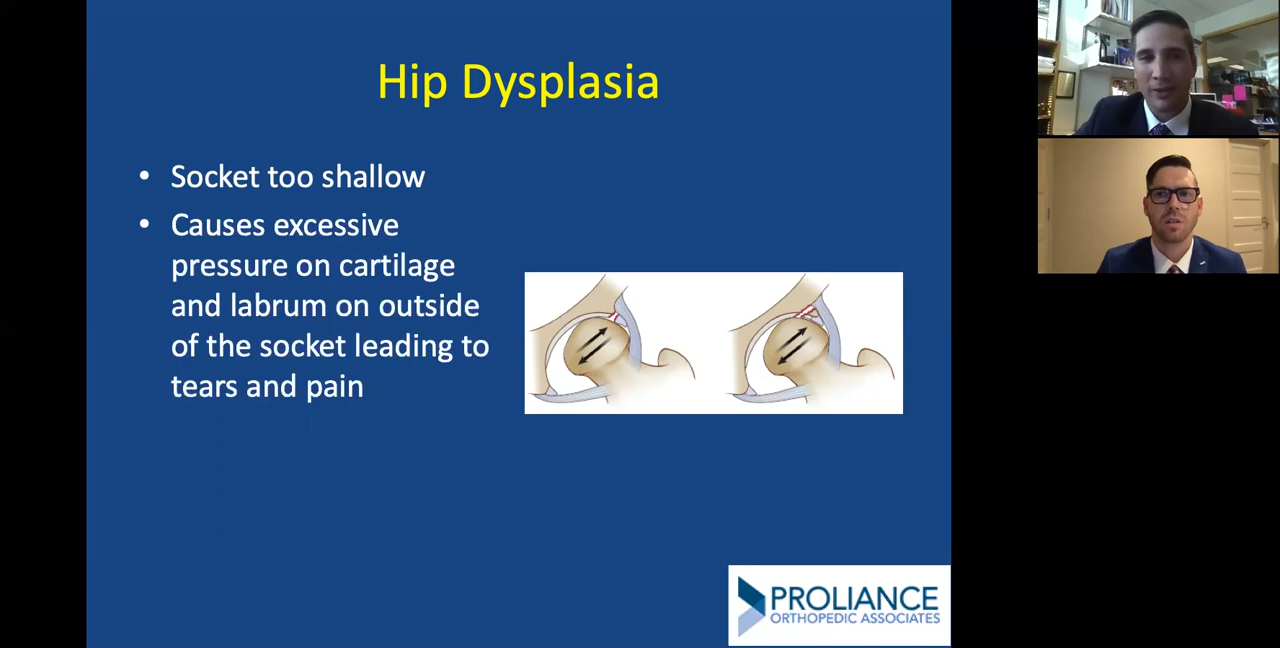 Hip Dysplasia
• Socket too shallow
• Causes excessive
pressure on cartilage
and labrum on outside
of the socket leading to
tears and pain
PROLIANCE
ORTHOPEDIC ASSOCIATES